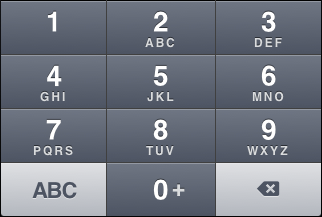 1 2 3
ABC DEF
4 5 6
GHI JKL MNO
7 8 9
PQRS TUV WXYZ
ABC 0 +